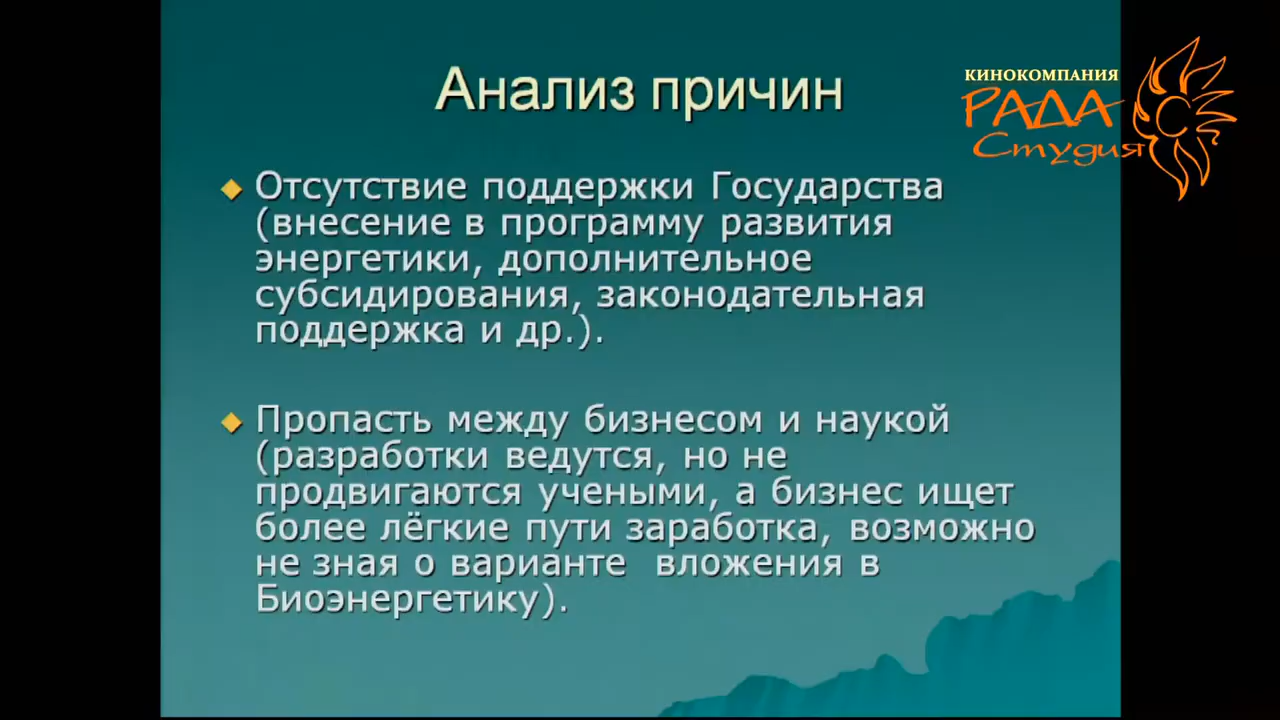 Анализ причин
КИНОКОМПАНИЯ
РАДА
Студия
Отсутствие поддержки Государства
(внесение в программу развития
энергетики, дополнительное
субсидирования, законодательная
поддержка и др.).
Пропасть между бизнесом и наукой
(разработки ведутся, но не
продвигаются учеными, а бизнес ищет
более лёгкие пути заработка, возможно
не зная о варианте  вложения в
Биоэнергетику).